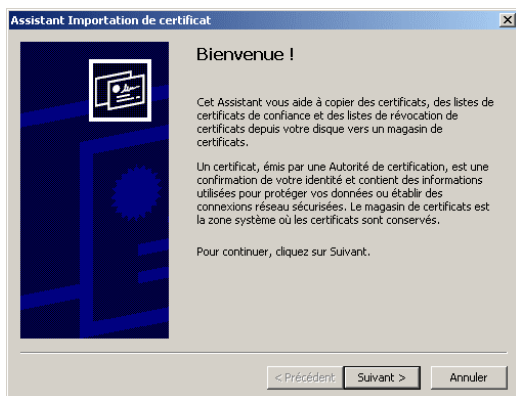 Assistant Importation de certificat
Bienvenue !
Cet Assistant vous aide à copier des certificats, des listes de
certificats de confiance et des listes de révocation de
certificats depuis votre disque vers un magasin de
certificats.
Un certificat, émis par une Autorité de certification, est une
confirmation de votre identité et contient des informations
utilisées pour protéger vos données ou établir des
connexions réseau sécurisées. Le magasin de certificats est
la zone système où les certificats sont conservés.
Pour continuer, cliquez sur Suivant.
< Précédent Suivant > Annuler